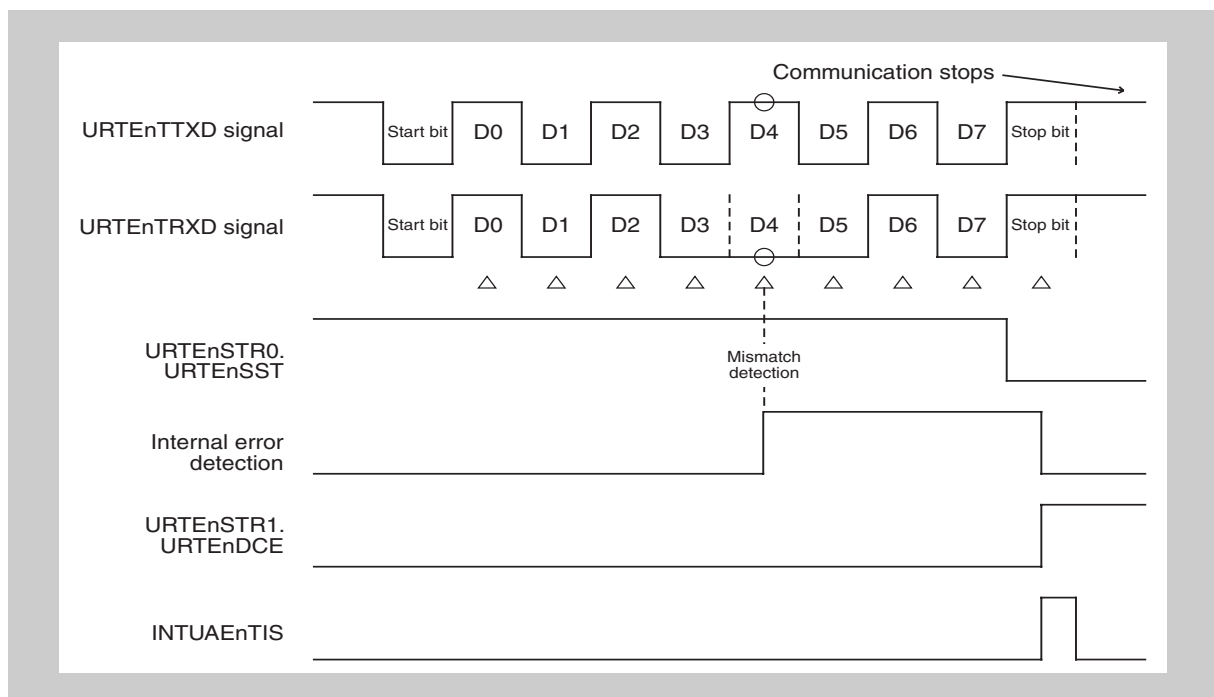 Communication stops
URTEnTTXD signal
Start bit D0 D1 D2 D3 D4 D5 D6 D7 Stop bit
URTEnTRXD signal
Start bit D0 D1 D2 D3 D4 D5 D6 D7 Stop bit
URTEnSTR0.
URTEnSST
Mismatch
detection
Internal error
detection
URTEnSTR1.
URTEnDCE
INTUAEnTIS